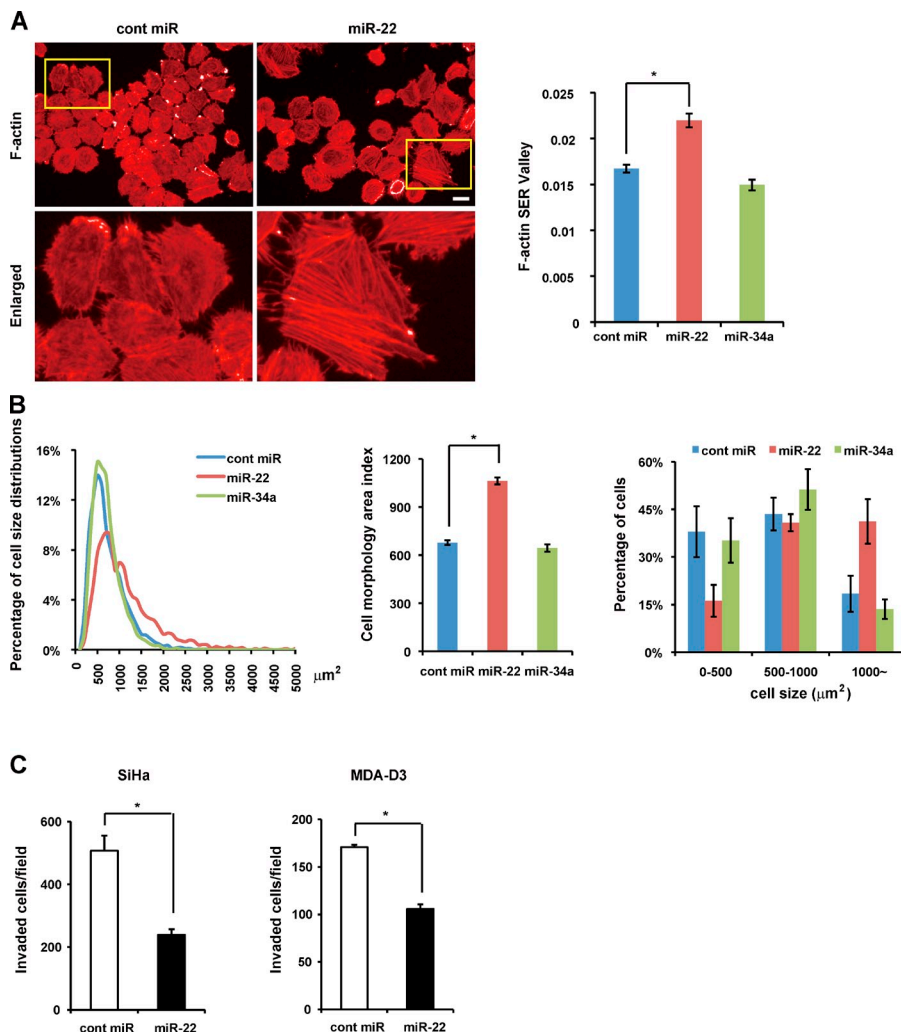 A
cont miR
miR-22
F-actin
Enlarged
*
F-actin SER Valley
0.025
0.02
0.015
0.01
0.005
0
cont miR
miR-22
miR-34a
B
Percentage of cell size distributions
16%
12%
8%
4%
0%
cont miR
miR-22
miR-34a
0
500
10000
1500
2000
2500
3000
3500
4000
4500
5000
μm2
*
Cell morphology area index
1200
900
600
300
0
cont miR
miR-22
miR-34a
cont miR
miR-22
miR-34a
Percentage of cells
60%
45%
30%
15%
0%
0-500
500-1000
1000~
cell size (μm2)
C
SiHa
*
Invaded cells/field
600
400
200
0
cont miR
miR-22
MDA-D3
*
Invaded cells/field
200
150
100
50
0
cont miR
miR-22